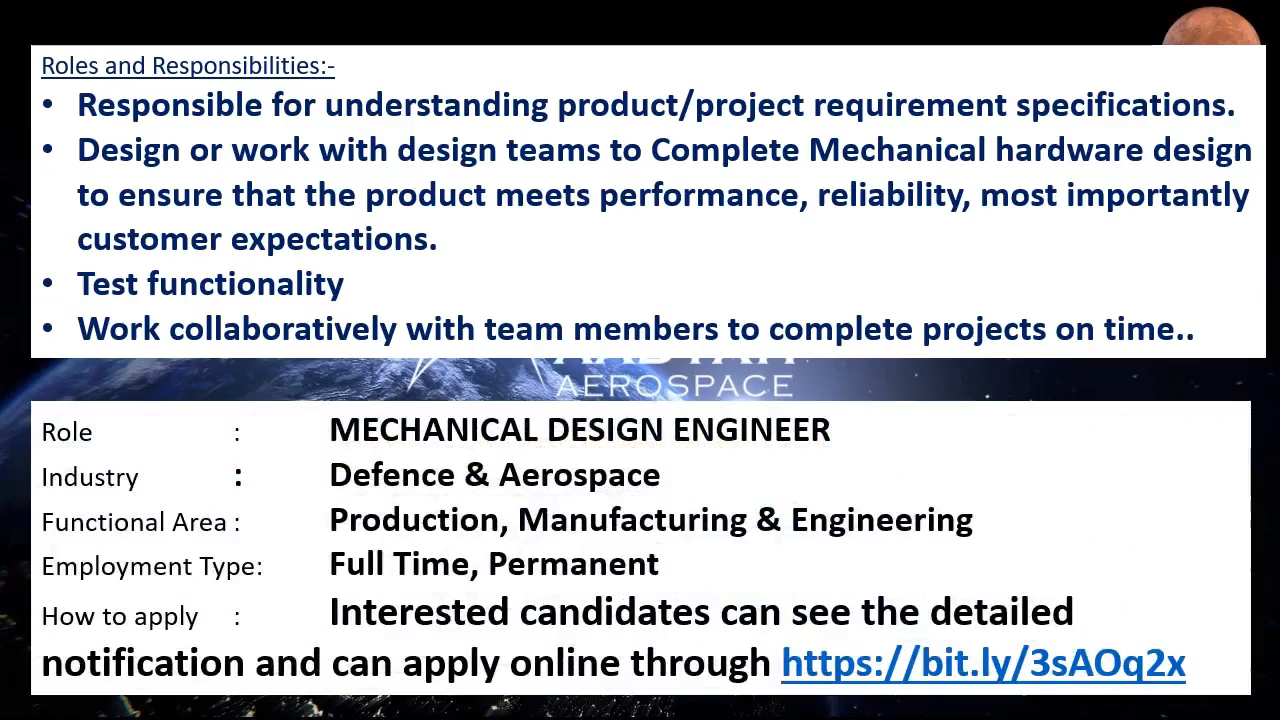 Roles and Responsibilities:-
• Responsible for understanding product/project requirement specifications.
• Design or work with design teams to Complete Mechanical hardware design
to ensure that the product meets performance, reliability, most importantly
customer expectations.
• Test functionality
• Work collaboratively with team members to complete projects on time..
AEROSPACE
Role : MECHANICAL DESIGN ENGINEER
Industry : Defence & Aerospace
Functional Area : Production, Manufacturing & Engineering
Employment Type: Full Time, Permanent
How to apply : Interested candidates can see the detailed
notification and can apply online through https://bit.ly/3sAOq2x